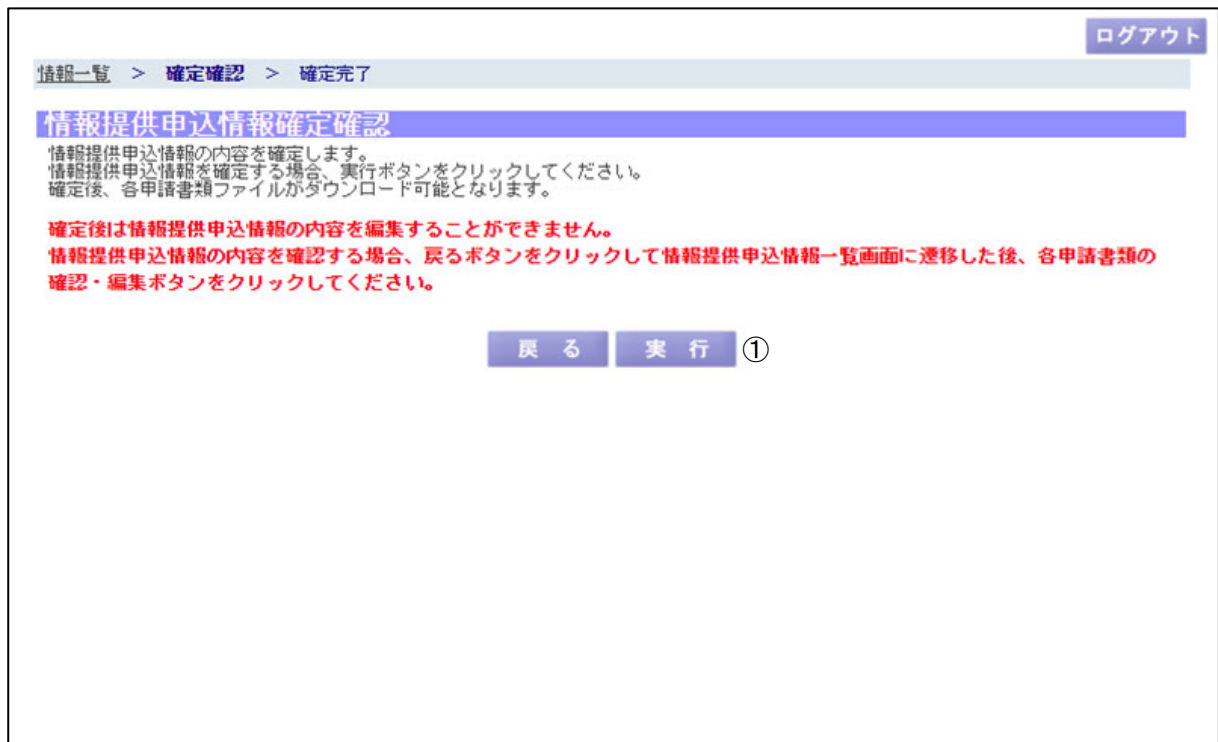 ログアウト
情報一覧 > 確定確認 > 確定完了
情報提供申込情報確定確認
情報提供申込情報の内容を確定します。
情報提供申込情報を確定する場合、実行ボタンをクリックしてください。
確定後、各申請書類ファイルがダウンロード可能となります。
確定後は情報提供申込情報の内容を編集することができません。
情報提供申込情報の内容を確認する場合、戻るボタンをクリックして情報提供申込情報一覧画面に遷移した後、各申請書類の
確認・編集ボタンをクリックしてください。
戻 る 実 行 ①